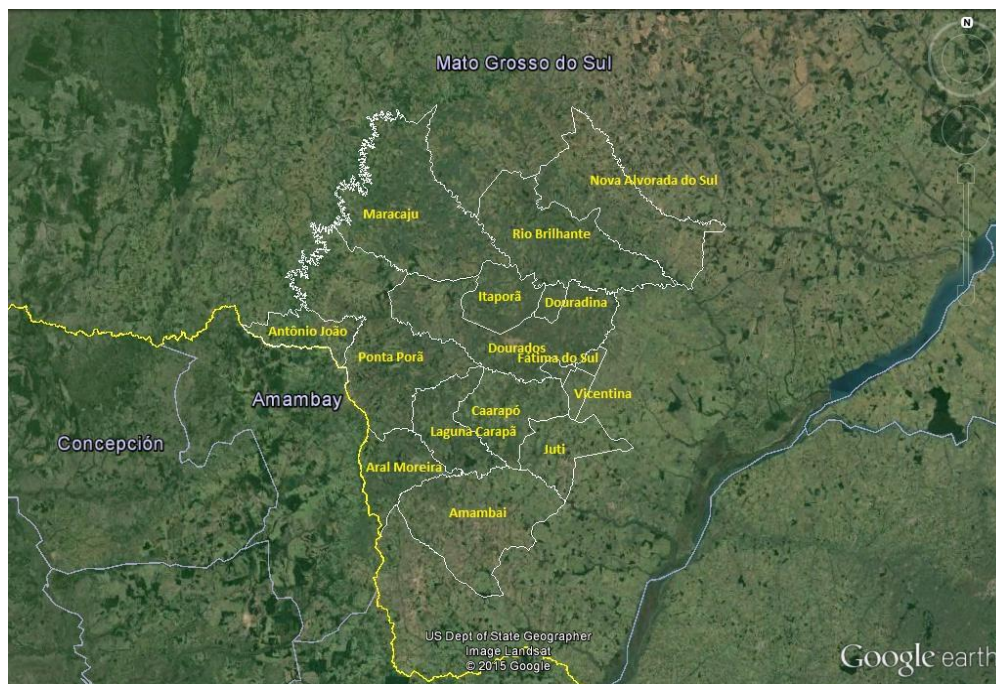 N
Mato Grosso do Sul
Nova Alvorada do Sul
Maracaju
Rio Brilhante
Itaporã
Douradina
Antônio João
Dourados
Ponta Porã
Fátima do Sul
Vicentina
Amambay
Caarapó
Laguna Carapã
Concepción
Juti
Aral Moreira
Amambai
US Dept of State Geographer
Image Landsat
© 2015 Google
Google earth